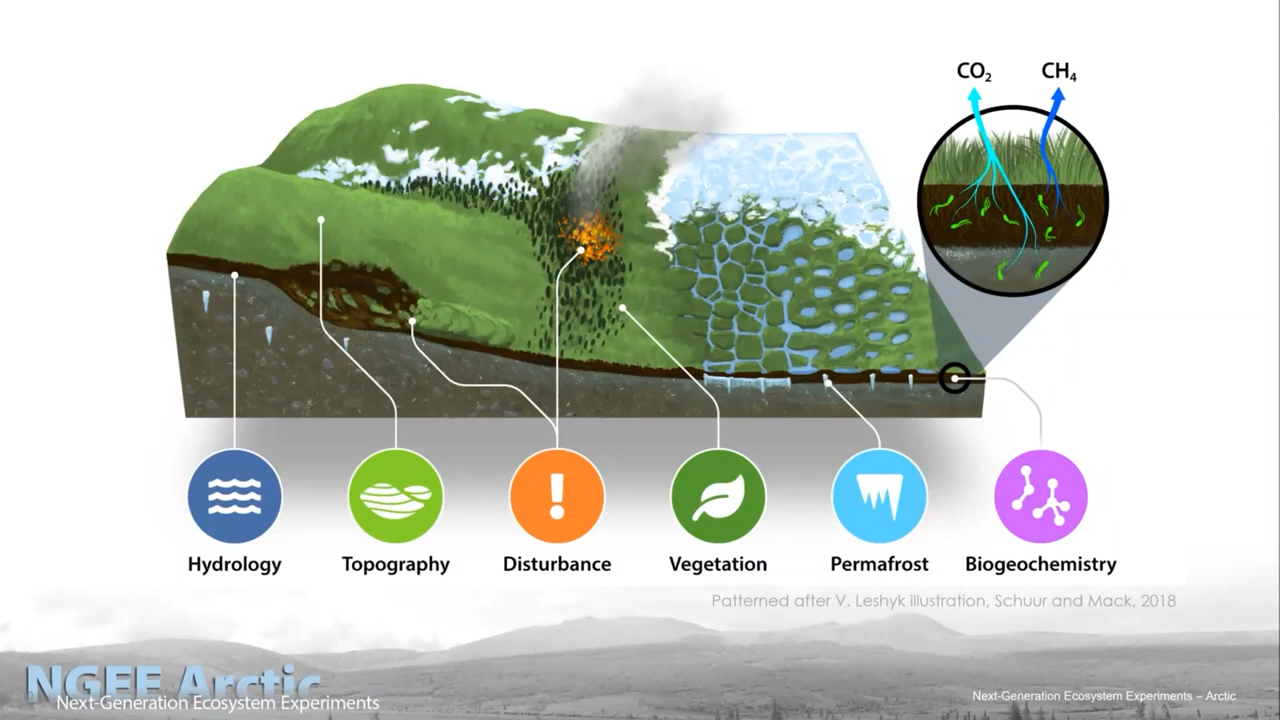 CO₂ CH₄
Hydrology Topography Disturbance Vegetation Permafrost Biogeochemistry
Patterned after V. Leshyk illustration, Schuur and Mack, 2018
NGEE Arctic
Next-Generation Ecosystem Experiments
Next-Generation Ecosystem Experiments – Arctic